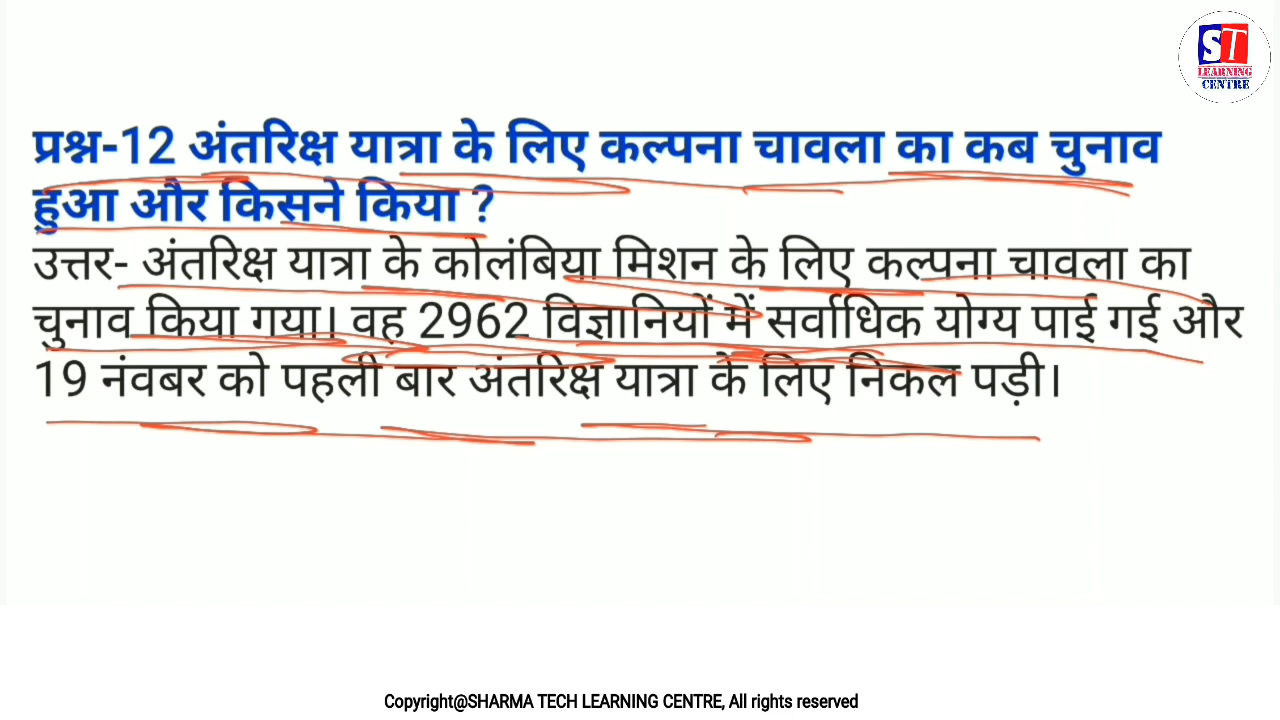 ST
LEARNING
CENTRE
प्रश्न-12 अंतरिक्ष यात्रा के लिए कल्पना चावला का कब चुनाव
हुआ और किसने किया ?
उत्तर- अंतरिक्ष यात्रा के कोलंबिया मिशन के लिए कल्पना चावला का
चुनाव किया गया। वह 2962 विज्ञानियों में सर्वाधिक योग्य पाई गई और
19 नंवबर को पहली बार अंतरिक्ष यात्रा के लिए निकल पड़ी।
Copyright@SHARMA TECH LEARNING CENTRE, All rights reserved